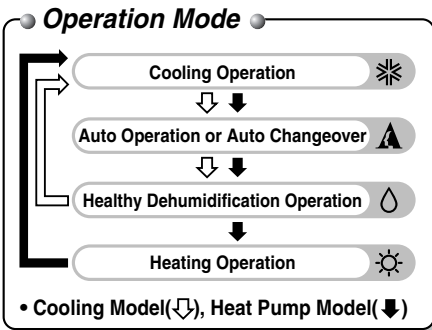 Operation Mode
Cooling Operation
Auto Operation or Auto Changeover
Healthy Dehumidification Operation
Heating Operation
• Cooling Model(⇩), Heat Pump Model(⬇)